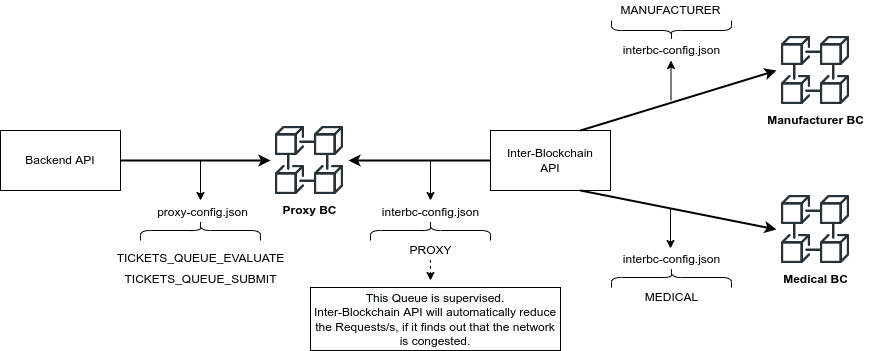 MANUFACTURER
interbc-config.json
Manufacturer BC
Backend API
Proxy BC
Inter-Blockchain
API
proxy-config.json
TICKETS_QUEUE_EVALUATE
TICKETS_QUEUE_SUBMIT
interbc-config.json
PROXY
This Queue is supervised.
Inter-Blockchain API will automatically reduce
the Requests/s, if it finds out that the network
is congested.
interbc-config.json
MEDICAL
Medical BC